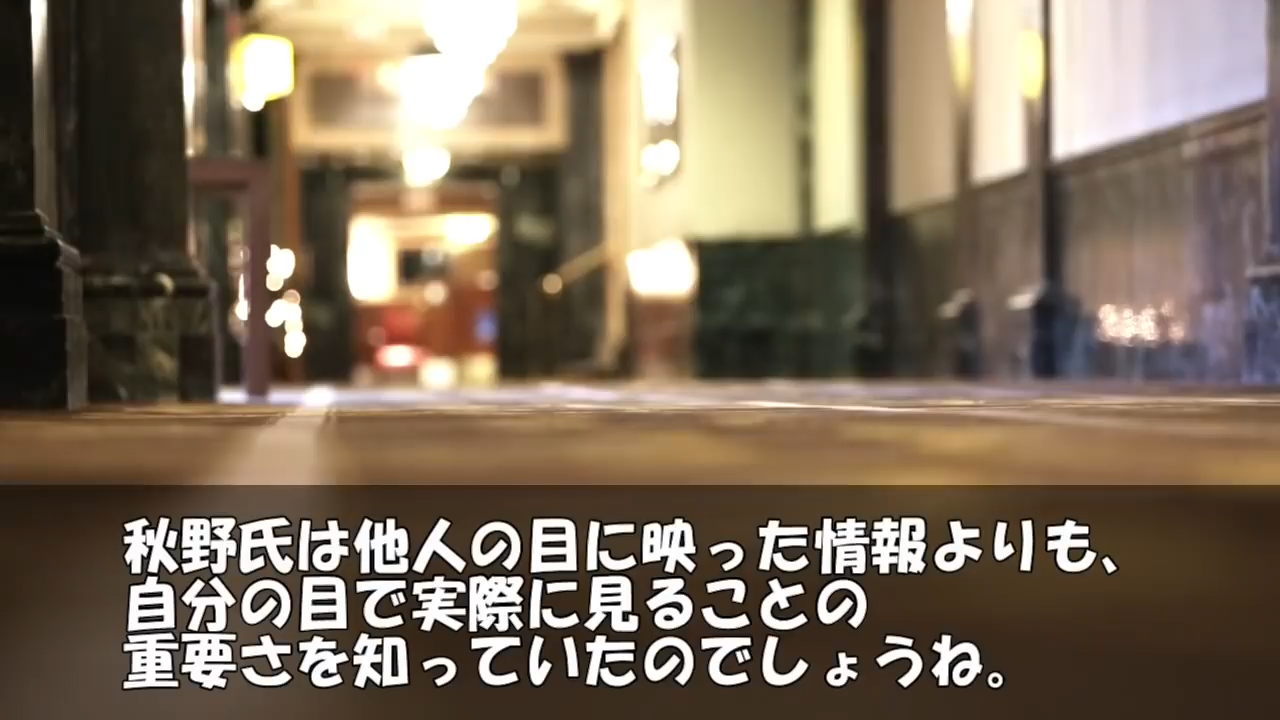 秋野氏は他人の目に映った情報よりも、
自分の目で実際に見ることの
重要さを知っていたのでしょうね。